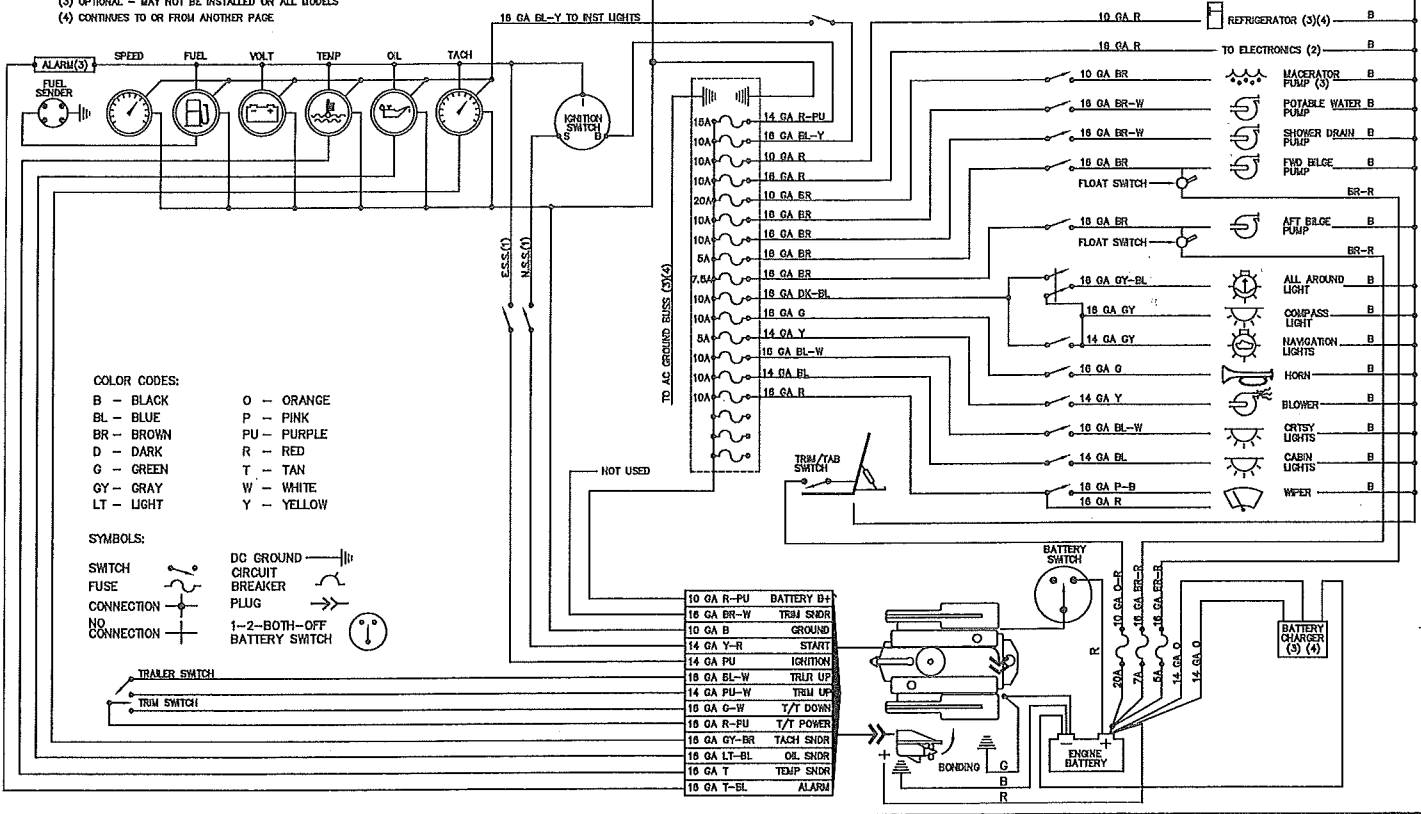 (3) OPTIONAL - MAY NOT BE INSTALLED ON ALL MODELS
(4) CONTINUES TO OR FROM ANOTHER PAGE
16 GA BL-Y TO INST LIGHTS
10 GA R
REFRIGERATOR (3)(4)
B
16 GA R
TO ELECTRONICS (2)
B
ALARM(3)
SPEED
FUEL
VOLT
TEMP
OIL
TACH
FUEL
SENDER
IGNITION
SWITCH
I
S
B
10 GA BR
MACERATOR
PUMP (3)
B
16 GA BR-W
POTABLE WATER
PUMP
B
16 GA BR-W
SHOWER DRAIN
PUMP
B
16 GA BR
FWD BILGE
PUMP
B
FLOAT SWITCH
BR-R
16 GA BR
AFT BILGE
PUMP
B
FLOAT SWITCH
BR-R
16 GA GY-BL
ALL AROUND
LIGHT
B
16 GA GY
COMPASS
LIGHT
B
14 GA GY
NAVIGATION
LIGHTS
B
16 GA G
HORN
B
14 GA Y
BLOWER
B
16 GA BL-W
CRTSY
LIGHTS
B
14 GA BL
CABIN
LIGHTS
B
16 GA P-B
WIPER
B
16 GA R
15A
14 GA R-PU
10A
16 GA BL-Y
10A
10 GA R
10A
16 GA R
20A
10 GA BR
10A
16 GA BR
10A
16 GA BR
5A
16 GA BR
7.5A
16 GA BR
10A
16 GA DK-BL
10A
16 GA G
5A
14 GA Y
10A
16 GA BL-W
10A
14 GA BL
10A
16 GA R
TO AC GROUND BUSS (3)(4)
E.S.S.(1)
N.S.S.(1)
COLOR CODES:
B - BLACK
BL - BLUE
BR - BROWN
D - DARK
G - GREEN
GY - GRAY
LT - LIGHT
O - ORANGE
P - PINK
PU - PURPLE
R - RED
T - TAN
W - WHITE
Y - YELLOW
SYMBOLS:
SWITCH
FUSE
CONNECTION
NO
CONNECTION
DC GROUND
CIRCUIT
BREAKER
PLUG
1-2-BOTH-OFF
BATTERY SWITCH
NOT USED
TRIM/TAB
SWITCH
BATTERY
SWITCH
TRAILER SWITCH
TRIM SWITCH
10 GA R-PU BATTERY B+
16 GA BR-W TRIM SNDR
10 GA B GROUND
14 GA Y-R START
14 GA PU IGNITION
16 GA BL-W TRLR UP
14 GA PU-W TRIM UP
16 GA G-W T/T DOWN
16 GA R-PU T/T POWER
16 GA GY-BR TACH SNDR
16 GA LT-BL OIL SNDR
16 GA T TEMP SNDR
16 GA T-BL ALARM
R
10 GA O-R
16 GA BR-R
16 GA BR-R
14 GA O
14 GA O
20A
7A
5A
BATTERY
CHARGER
(3) (4)
- +
ENGINE
BATTERY
+
BONDING
G
B
R